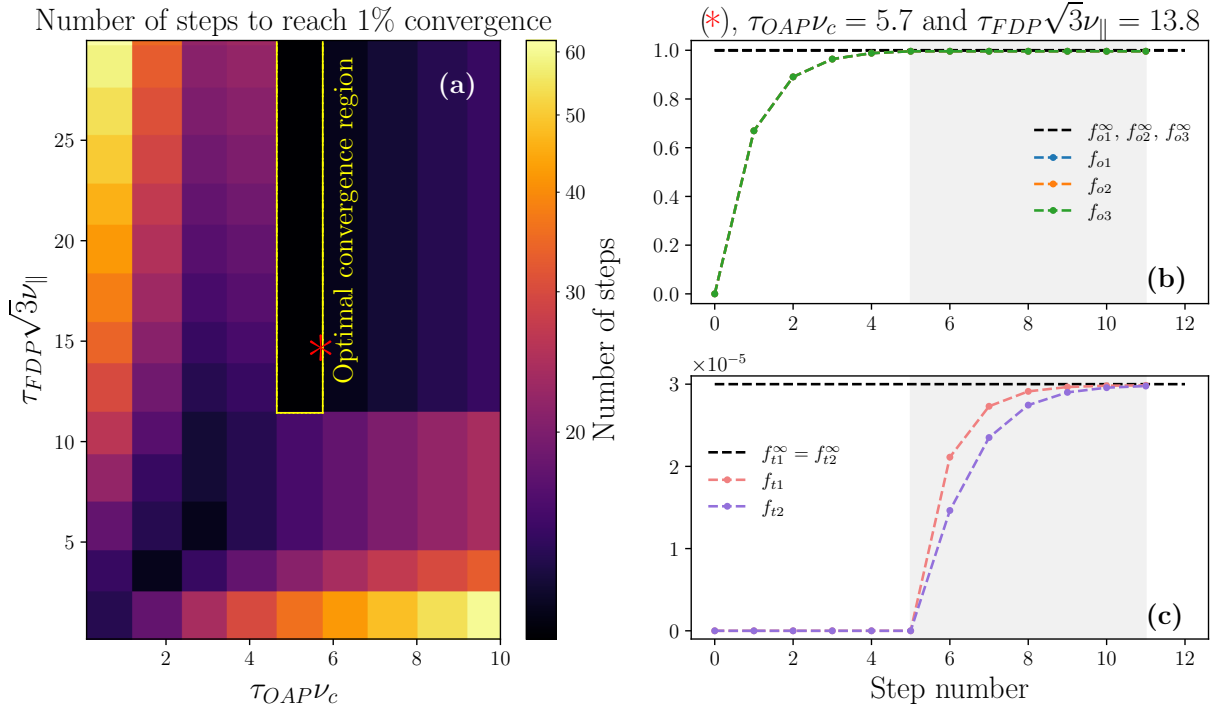 Number of steps to reach 1% convergence
(a)
Optimal convergence region
25
20
15
10
5
2
4
6
8
10
τ_{FDP}√3ν_∥
τ_{OAP}ν_c
60
50
40
30
20
Number of steps
(*), τ_{OAP}ν_c = 5.7 and τ_{FDP}√3ν_∥ = 13.8
1.0
0.8
0.6
0.4
0.2
0.0
0
2
4
6
8
10
12
f_{o1}^∞, f_{o2}^∞, f_{o3}^∞
f_{o1}
f_{o2}
f_{o3}
(b)
×10^{−5}
3
2
1
0
f_{t1}^∞ = f_{t2}^∞
f_{t1}
f_{t2}
(c)
0
2
4
6
8
10
12
Step number